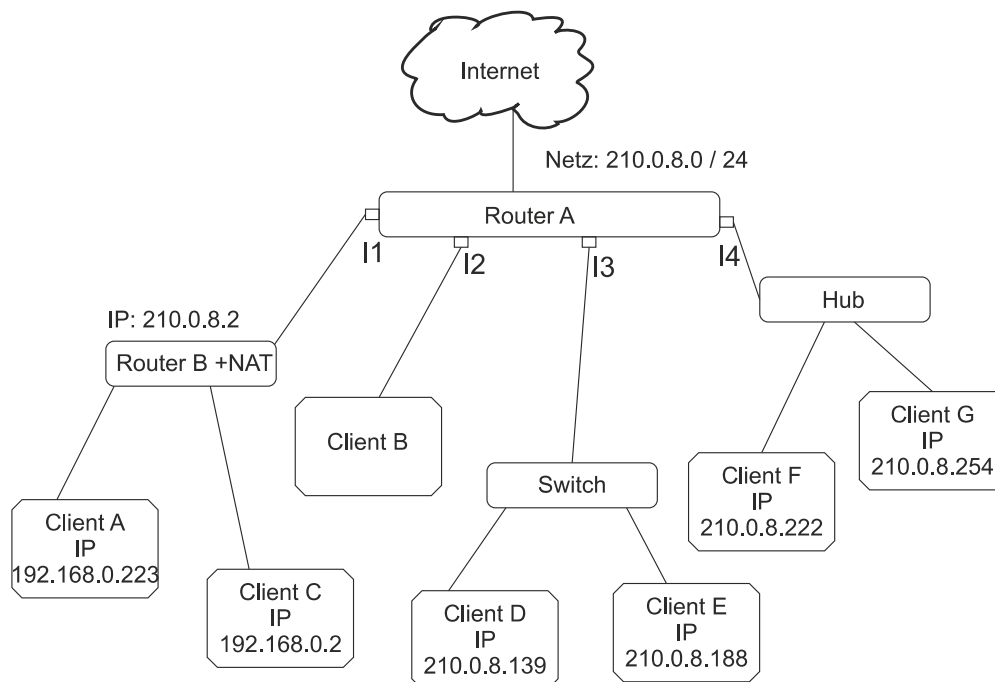 Internet
Netz: 210.0.8.0 / 24
Router A
I1
I2
I3
I4
Hub
IP: 210.0.8.2
Router B +NAT
Client B
Client G
IP
210.0.8.254
Client F
IP
210.0.8.222
Switch
Client A
IP
192.168.0.223
Client C
IP
192.168.0.2
Client D
IP
210.0.8.139
Client E
IP
210.0.8.188